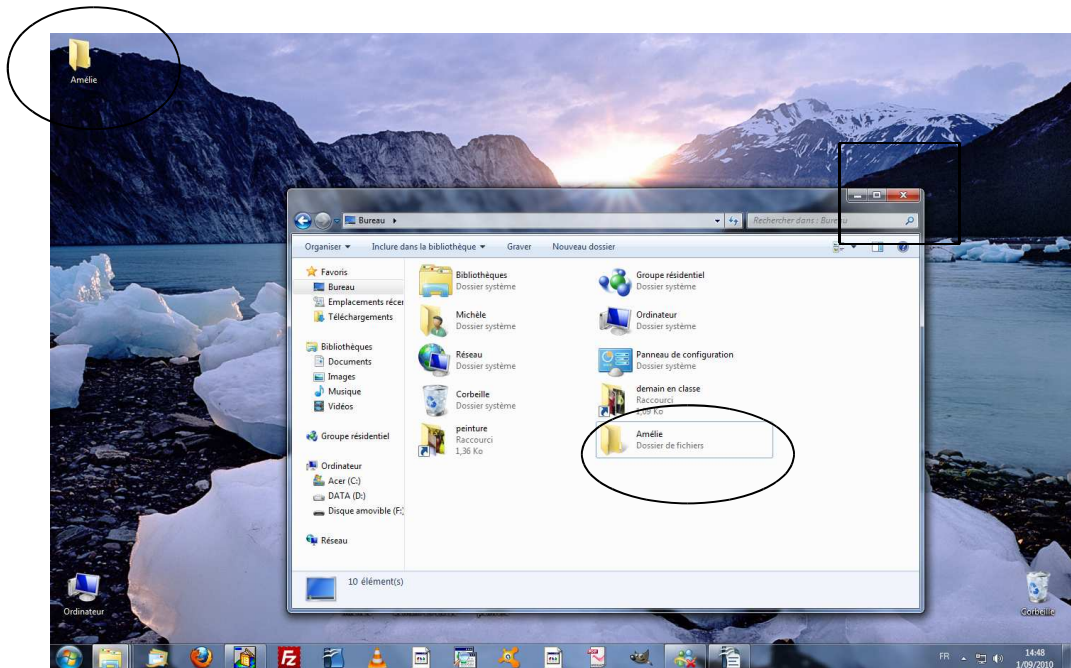 Amélie
Bureau
Rechercher dans : Bureau
Organiser
Inclure dans la bibliothèque
Graver
Nouveau dossier
Favoris
Bureau
Emplacements récer
Téléchargements
Bibliothèques
Documents
Images
Musique
Vidéos
Groupe résidentiel
Ordinateur
Acer (C:)
DATA (D:)
Disque amovible (F:
Réseau
Bibliothèques
Dossier système
Groupe résidentiel
Dossier système
Michèle
Dossier système
Ordinateur
Dossier système
Réseau
Dossier système
Panneau de configuration
Dossier système
Corbeille
Dossier système
demain en classe
Raccourci
1,09 Ko
peinture
Raccourci
1,36 Ko
Amélie
Dossier de fichiers
10 élément(s)
Ordinateur
Corbeille
FR
14:48
1/09/2010